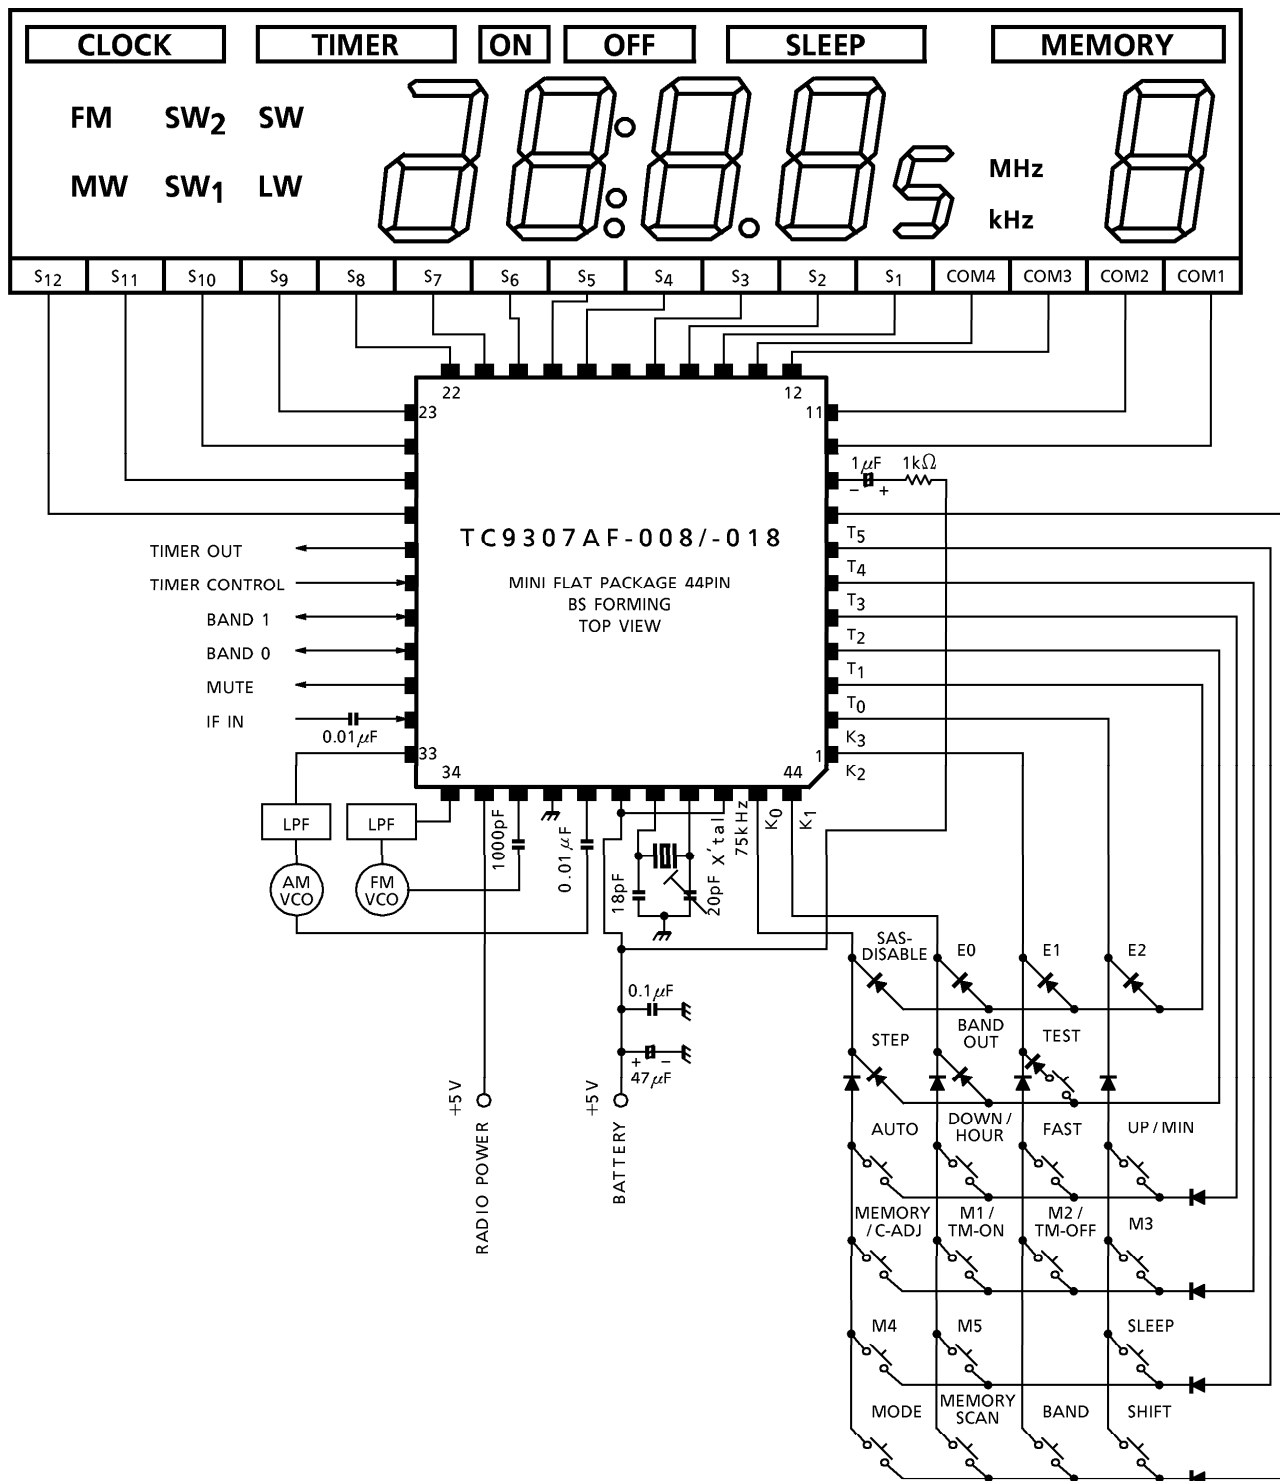 CLOCK TIMER ON OFF SLEEP MEMORY
FM SW2 SW
MW SW1 LW
MHz
kHz
S12 S11 S10 S9 S8 S7 S6 S5 S4 S3 S2 S1 COM4 COM3 COM2 COM1
22 12
23 11
1μF 1kΩ
− +
TC9307AF-008/-018
MINI FLAT PACKAGE 44PIN
BS FORMING
TOP VIEW
TIMER OUT
TIMER CONTROL
BAND 1
BAND 0
MUTE
IF IN
0.01μF
T5
T4
T3
T2
T1
T0
K3
K2
33 1
34 44
LPF LPF
AM
VCO
FM
VCO
1000pF
0.01μF
18pF
20pF
X'tal
75kHz
K0
K1
0.1μF
+ −
47μF
+5V
RADIO POWER
+5V
BATTERY
SAS-
DISABLE
E0 E1 E2
STEP
BAND
OUT
TEST
AUTO
DOWN/
HOUR
FAST
UP/MIN
MEMORY
/C-ADJ
M1/
TM-ON
M2/
TM-OFF
M3
M4 M5 SLEEP
MODE
MEMORY
SCAN
BAND SHIFT